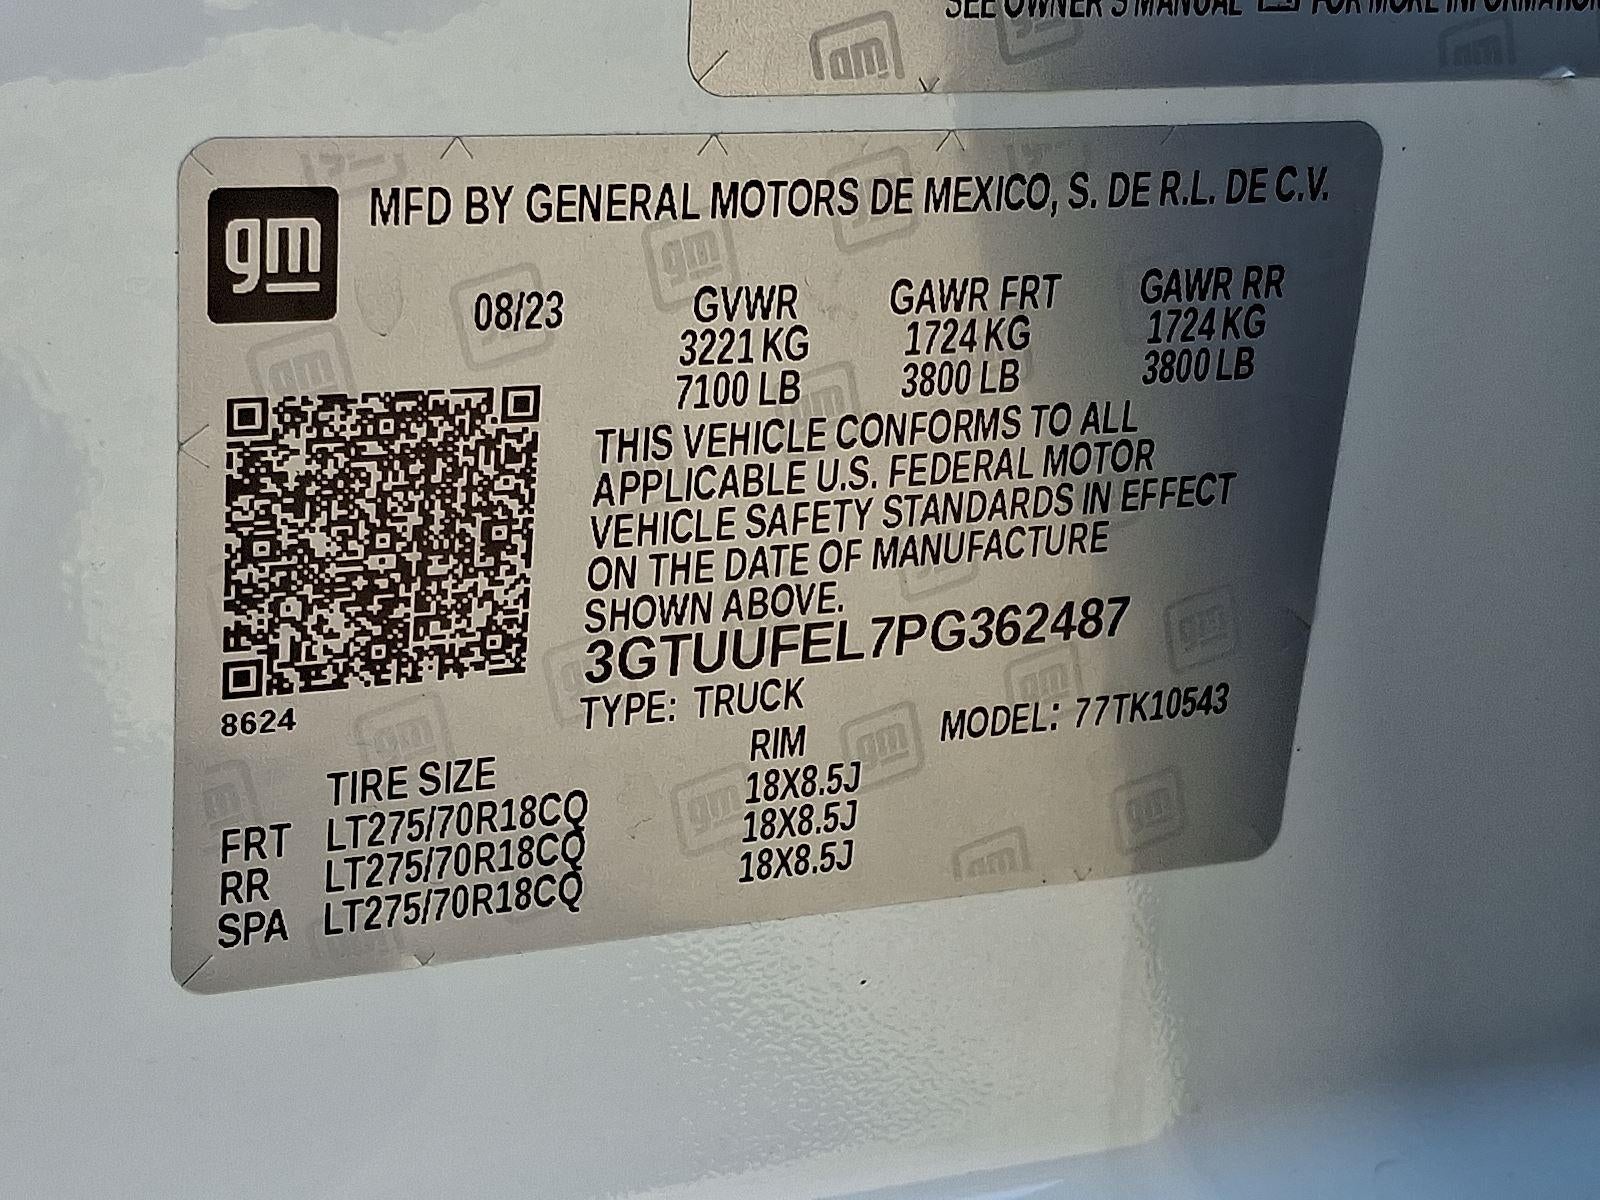 SEE OWNER'S MANUAL FOR MORE INFORMATION
gm MFD BY GENERAL MOTORS DE MEXICO, S. DE R.L. DE C.V.
08/23 GVWR GAWR FRT GAWR RR
3221 KG 1724 KG 1724 KG
7100 LB 3800 LB 3800 LB
THIS VEHICLE CONFORMS TO ALL
APPLICABLE U.S. FEDERAL MOTOR
VEHICLE SAFETY STANDARDS IN EFFECT
ON THE DATE OF MANUFACTURE
SHOWN ABOVE.
3GTUUFEL7PG362487
8624
TYPE: TRUCK MODEL: 77TK10543
TIRE SIZE RIM
FRT LT275/70R18CQ 18X8.5J
RR LT275/70R18CQ 18X8.5J
SPA LT275/70R18CQ 18X8.5J